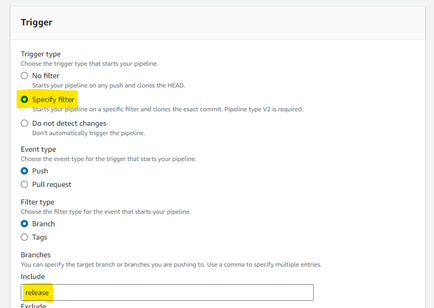 Trigger
Trigger type
Choose the trigger type that starts your pipeline.
No filter
Starts your pipeline on any push and clones the HEAD.
Specify filter
Starts your pipeline on a specific filter and clones the exact commit. Pipeline type V2 is required.
Do not detect changes
Don't automatically trigger the pipeline.
Event type
Choose the event type for the trigger that starts your pipeline.
Push
Pull request
Filter type
Choose the filter type for the event that starts your pipeline.
Branch
Tags
Branches
You can specify the target branch or branches you are pushing to. Use a comma to specify multiple entries.
Include
release
Exclude